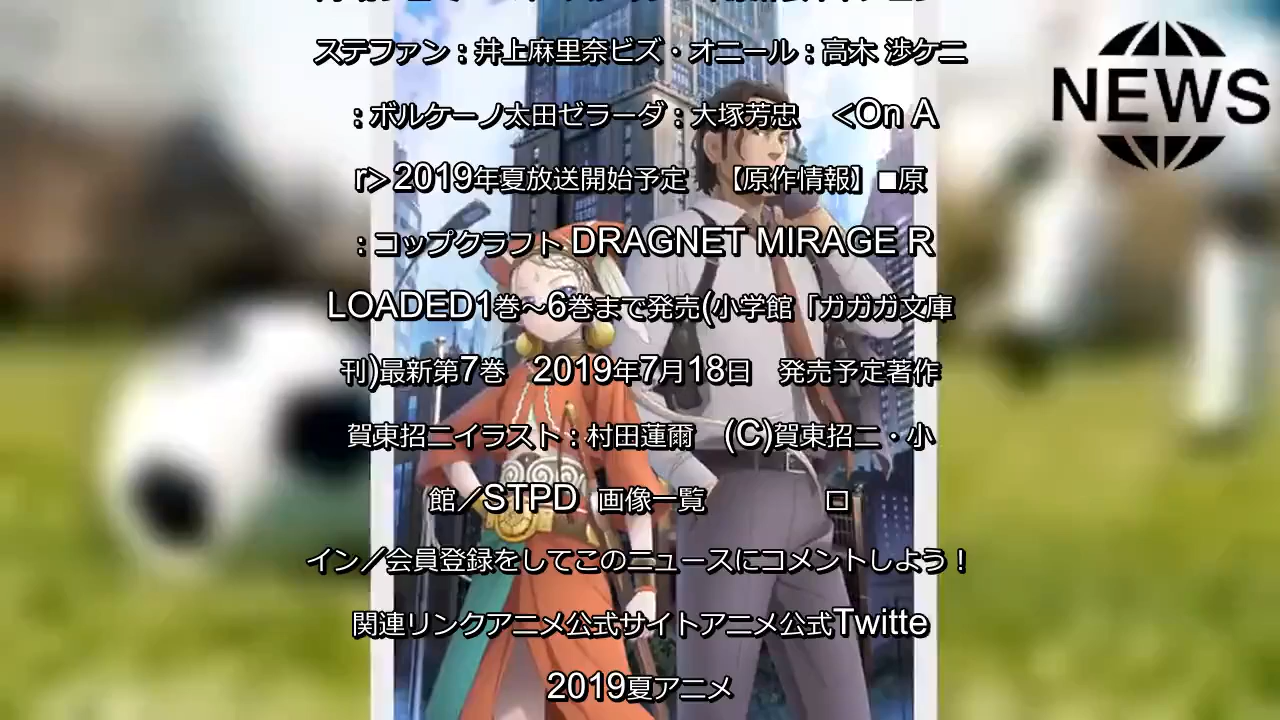 ステファン：井上麻里奈ビズ・オニール：高木 渉ケニ
：ボルケーノ太田ゼラーダ：大塚芳忠　<On A
r> 2019年夏放送開始予定　【原作情報】■原
：コップクラフト DRAGNET MIRAGE R
LOADED1巻～6巻まで発売(小学館「ガガガ文庫
刊)最新第7巻　2019年7月18日　発売予定著作
賀東招二イラスト：村田蓮爾　(C)賀東招二・小
館／STPD 画像一覧　ロ
イン／会員登録をしてこのニュースにコメントしよう！
関連リンクアニメ公式サイトアニメ公式Twitte
2019夏アニメ
NEWS